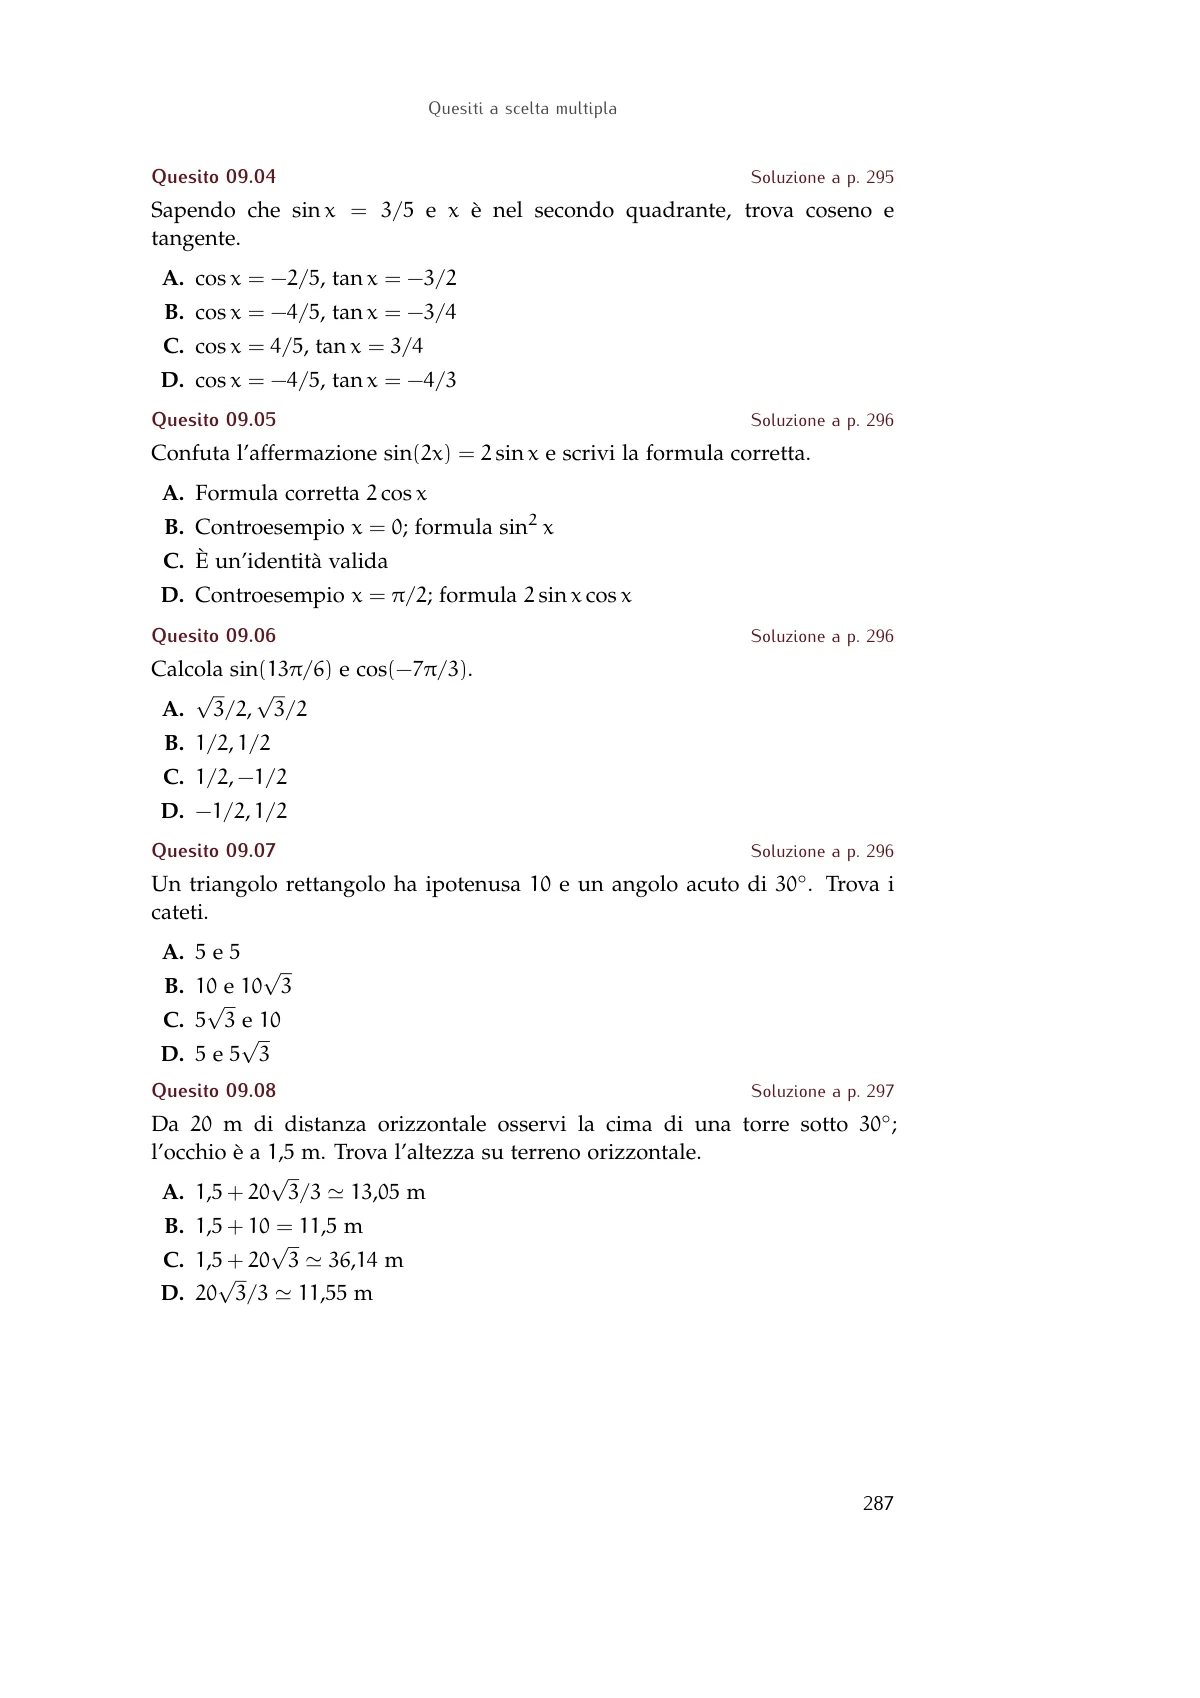 Quesiti a scelta multipla
Quesito 09.04 Soluzione a p. 295
Sapendo che sin x = 3/5 e x è nel secondo quadrante, trova coseno e
tangente.
A. cos x = −2/5, tan x = −3/2
B. cos x = −4/5, tan x = −3/4
C. cos x = 4/5, tan x = 3/4
D. cos x = −4/5, tan x = −4/3
Quesito 09.05 Soluzione a p. 296
Confuta l'affermazione sin(2x) = 2 sin x e scrivi la formula corretta.
A. Formula corretta 2 cos x
B. Controesempio x = 0; formula sin² x
C. È un'identità valida
D. Controesempio x = π/2; formula 2 sin x cos x
Quesito 09.06 Soluzione a p. 296
Calcola sin(13π/6) e cos(−7π/3).
A. √3/2, √3/2
B. 1/2, 1/2
C. 1/2, −1/2
D. −1/2, 1/2
Quesito 09.07 Soluzione a p. 296
Un triangolo rettangolo ha ipotenusa 10 e un angolo acuto di 30°. Trova i
cateti.
A. 5 e 5
B. 10 e 10√3
C. 5√3 e 10
D. 5 e 5√3
Quesito 09.08 Soluzione a p. 297
Da 20 m di distanza orizzontale osservi la cima di una torre sotto 30°;
l'occhio è a 1,5 m. Trova l'altezza su terreno orizzontale.
A. 1,5 + 20√3/3 ≃ 13,05 m
B. 1,5 + 10 = 11,5 m
C. 1,5 + 20√3 ≃ 36,14 m
D. 20√3/3 ≃ 11,55 m
287